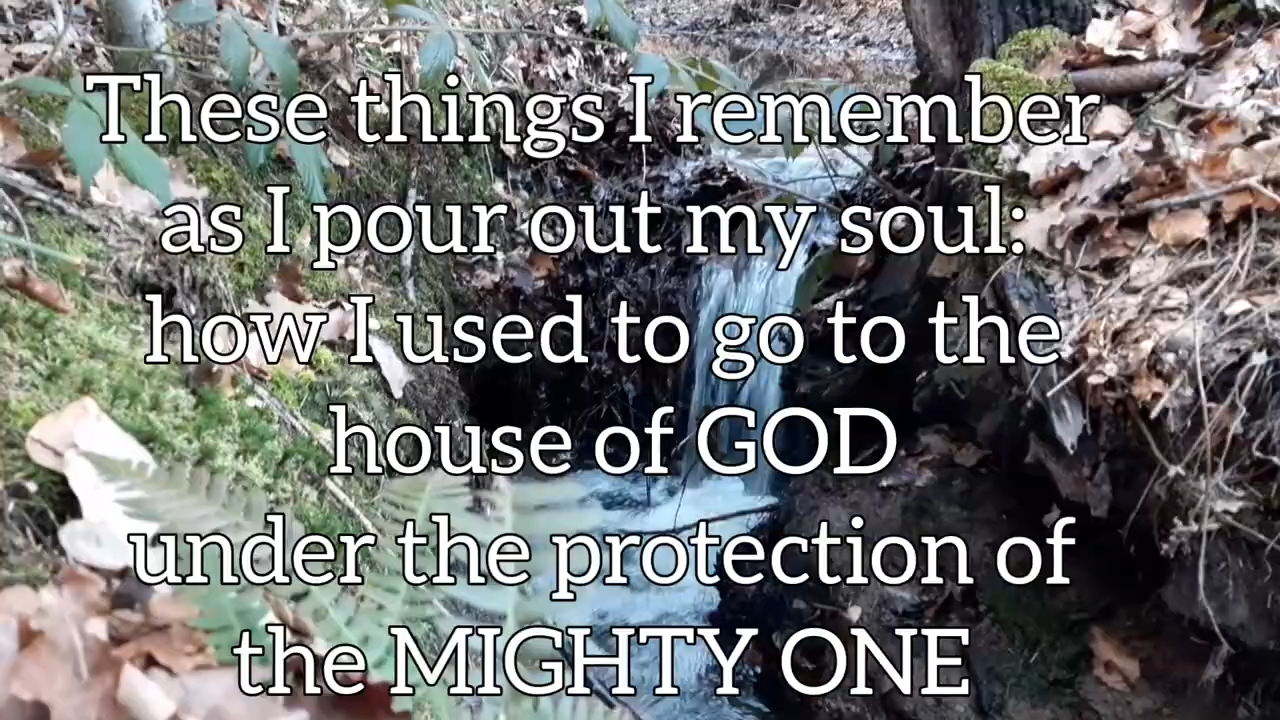 These things I remember
as I pour out my soul:
how I used to go to the
house of GOD
under the protection of
the MIGHTY ONE